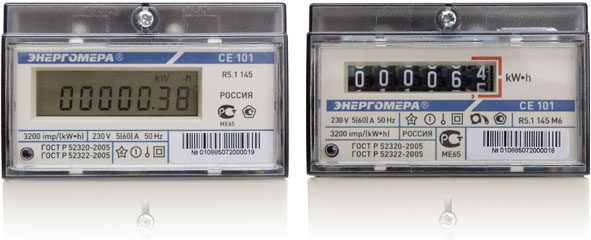 ЭНЕРГОМЕРА® CE 101
kW -h
00000.38
R5.1 145
РОССИЯ
3200 imp/(kW•h) 230 V 5(60) A 50 Hz
ГОСТ Р 52320-2005
ГОСТ Р 52322-2005
МЕ65
№ 010885072000019
00006 4
kW•h
ЭНЕРГОМЕРА® CE 101
230 V 5(60) A 50 Hz R5.1 145 М6
3200 imp/(kW•h) РОССИЯ
ГОСТ Р 52320-2005
ГОСТ Р 52322-2005
МЕ65
№ 010885072000018